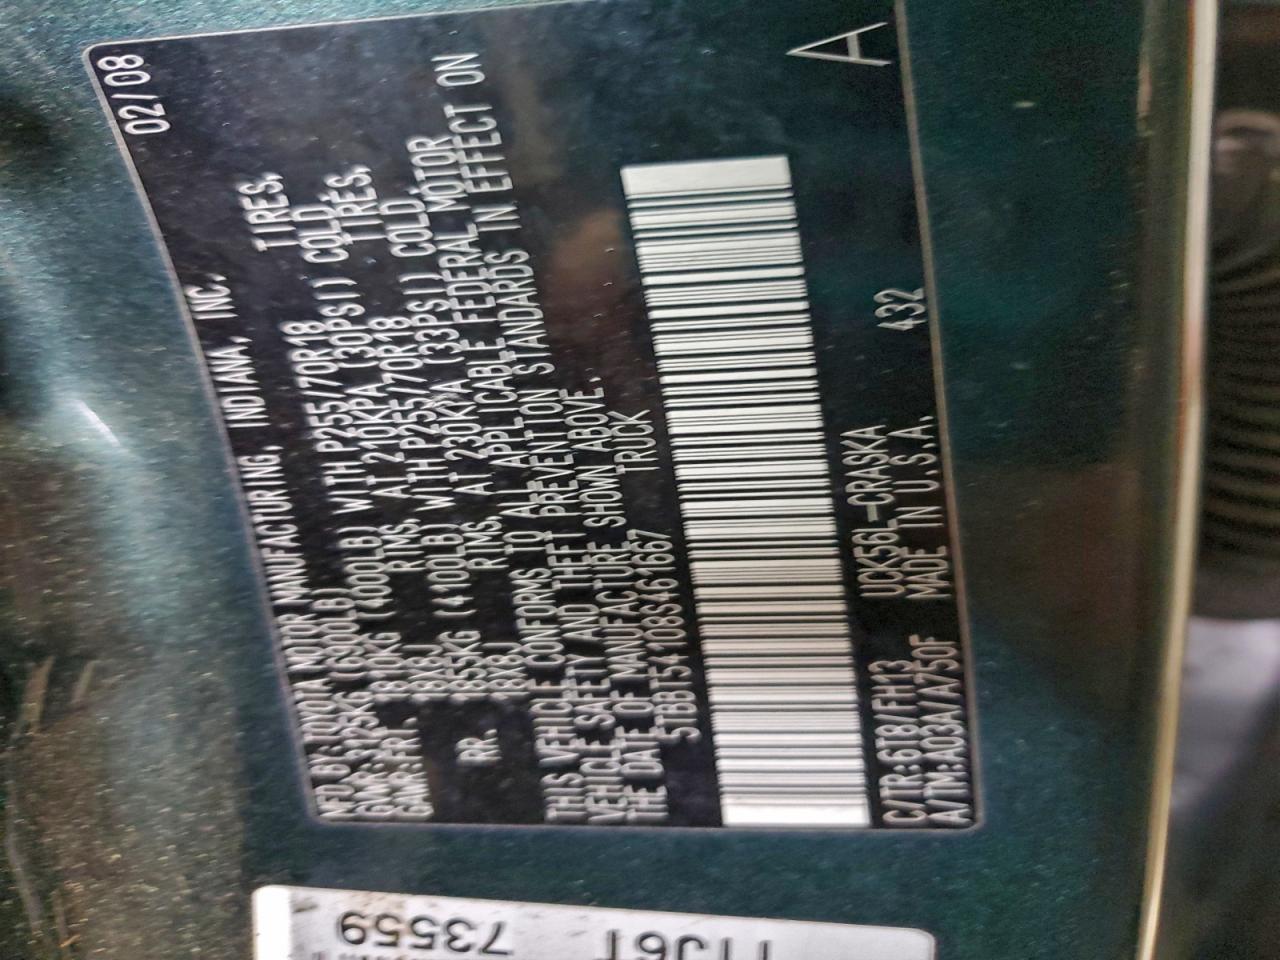 MFD BY: TOYOTA MOTOR MANUFACTURING, INDIANA, INC. 02/08
GVWR:3125KG (6900LB)
GAWR:FRT. 1810KG (4000LB) WITH P255/70R18 TIRES,
18X8J RIMS, AT 210KPA (30PSI) COLD.
RR. 1855KG (4100LB) WITH P255/70R18 TIRES,
18X8J RIMS, AT 230KPA (33PSI) COLD.
THIS VEHICLE CONFORMS TO ALL APPLICABLE FEDERAL MOTOR
VEHICLE SAFETY AND THEFT PREVENTION STANDARDS IN EFFECT ON
THE DATE OF MANUFACTURE SHOWN ABOVE.
5TBBT54108S461667 TRUCK
A
C/TR:6T8/FH13 UCK56L-CRASKA 432
A/TM:A03A/A750F MADE IN U.S.A.
73559